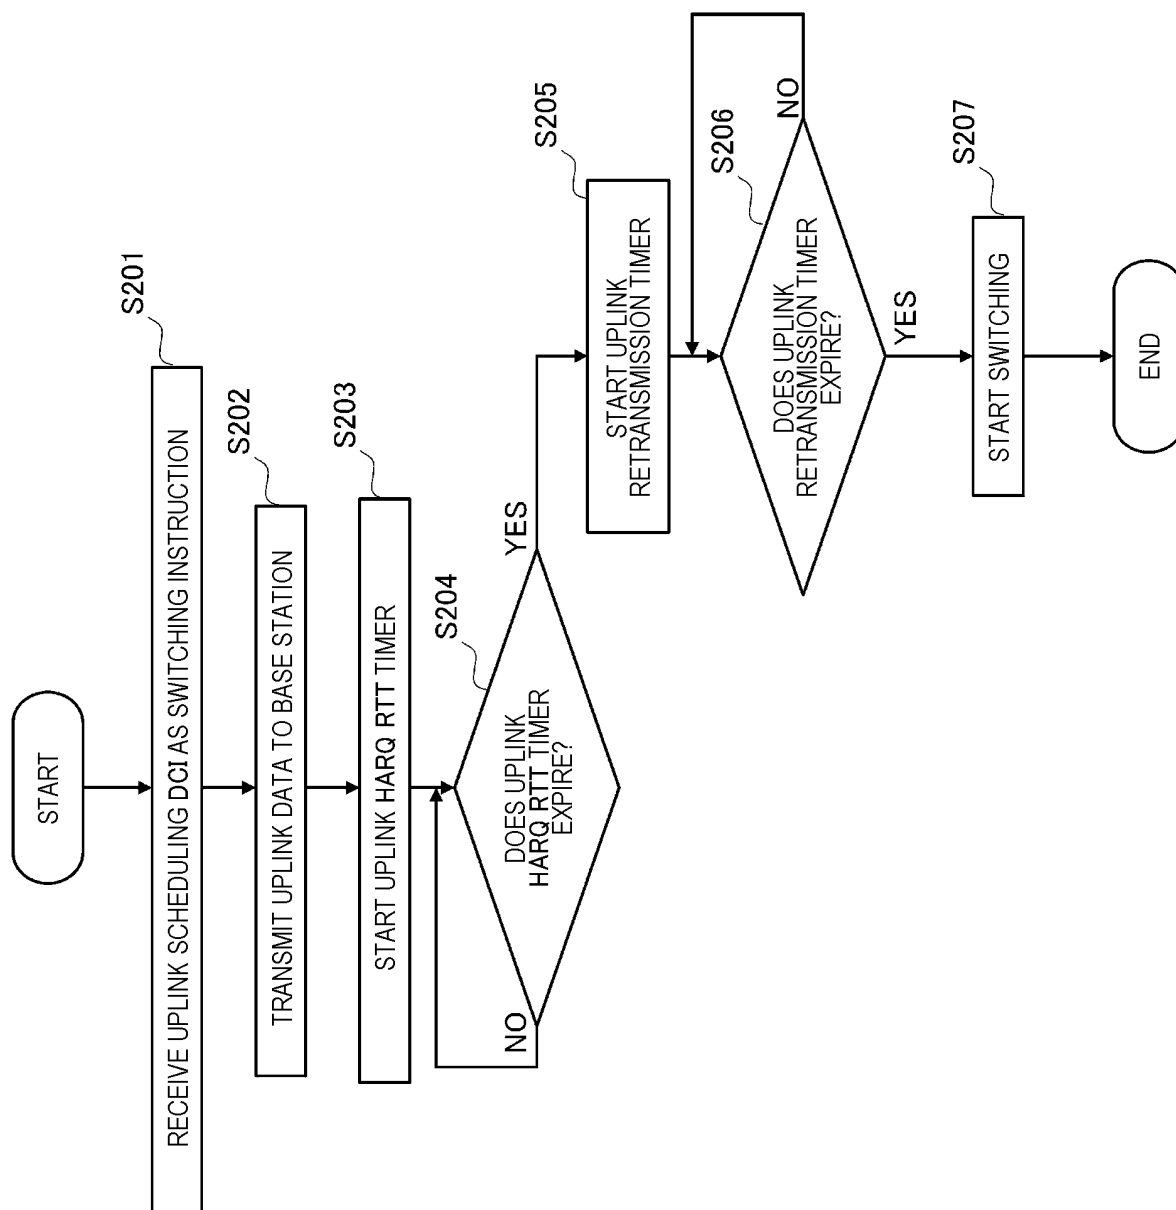 START
S201
RECEIVE UPLINK SCHEDULING DCI AS SWITCHING INSTRUCTION
S202
TRANSMIT UPLINK DATA TO BASE STATION
S203
START UPLINK HARQ RTT TIMER
S204
DOES UPLINK
HARQ RTT TIMER
EXPIRE?
NO
YES
S205
START UPLINK
RETRANSMISSION TIMER
S206
DOES UPLINK
RETRANSMISSION TIMER
EXPIRE?
NO
YES
S207
START SWITCHING
END